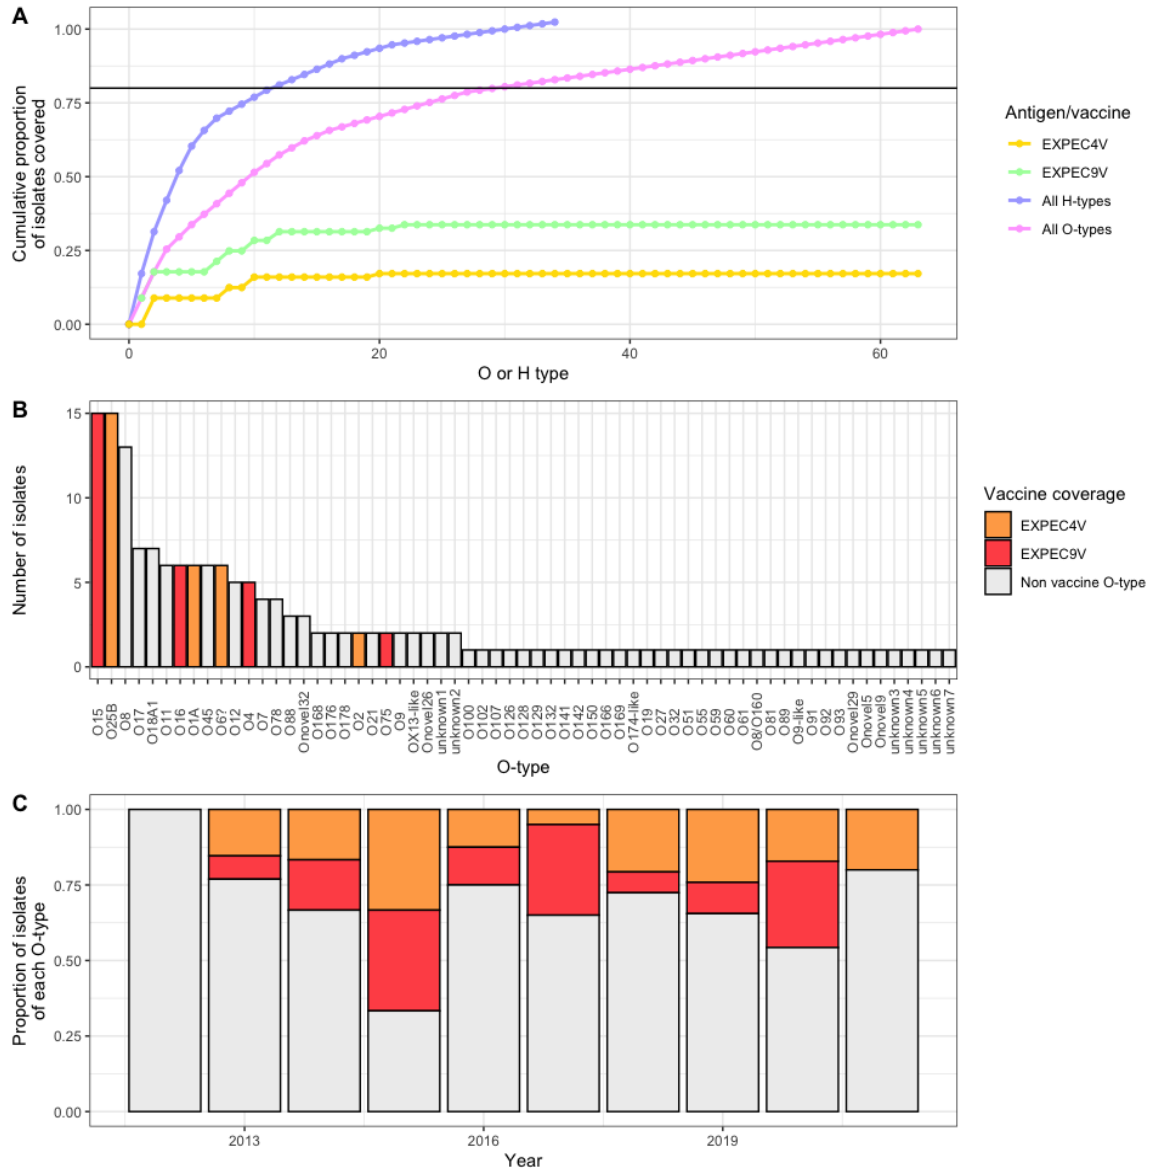 A
1.00
0.75
0.50
0.25
0.00
Cumulative proportion
of isolates covered
0
20
40
60
O or H type
Antigen/vaccine
EXPEC4V
EXPEC9V
All H-types
All O-types
B
15
10
5
0
Number of isolates
O15
O25B
O8
O17
O18A1
O11
O16
O1A
O45
O6?
O12
O4
O7
O78
O88
Onovel32
O168
O176
O178
O2
O21
O75
O9
OX13-like
Onovel26
unknown1
unknown2
O100
O102
O107
O126
O128
O129
O132
O141
O142
O150
O166
O169
O174-like
O19
O27
O32
O51
O55
O59
O60
O61
O8/O160
O81
O89
O9-like
O91
O92
O93
Onovel29
Onovel5
Onovel9
unknown3
unknown4
unknown5
unknown6
unknown7
O-type
Vaccine coverage
EXPEC4V
EXPEC9V
Non vaccine O-type
C
1.00
0.75
0.50
0.25
0.00
Proportion of isolates
of each O-type
2013
2016
2019
Year